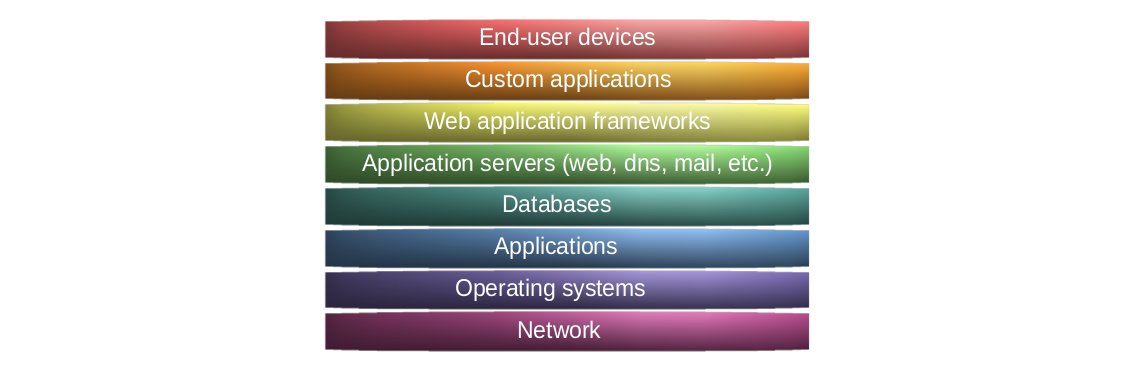 End-user devices
Custom applications
Web application frameworks
Application servers (web, dns, mail, etc.)
Databases
Applications
Operating systems
Network